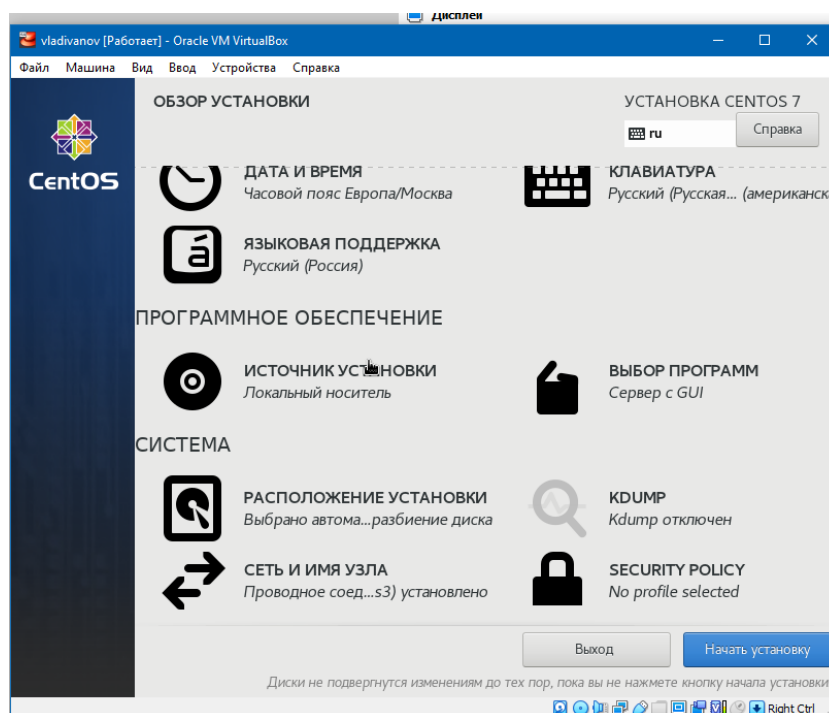 Дисплей
vladivanov [Работает] - Oracle VM VirtualBox
Файл Машина Вид Ввод Устройства Справка
ОБЗОР УСТАНОВКИ
УСТАНОВКА CENTOS 7
ru
Справка
CentOS
ДАТА И ВРЕМЯ
Часовой пояс Европа/Москва
КЛАВИАТУРА
Русский (Русская... (американска
ЯЗЫКОВАЯ ПОДДЕРЖКА
Русский (Россия)
ПРОГРАММНОЕ ОБЕСПЕЧЕНИЕ
ИСТОЧНИК УСТАНОВКИ
Локальный носитель
ВЫБОР ПРОГРАММ
Сервер с GUI
СИСТЕМА
РАСПОЛОЖЕНИЕ УСТАНОВКИ
Выбрано автома...разбиение диска
KDUMP
Kdump отключен
СЕТЬ И ИМЯ УЗЛА
Проводное соед...s3) установлено
SECURITY POLICY
No profile selected
Выход
Начать установку
Диски не подвергнутся изменениям до тех пор, пока вы не нажмете кнопку начала установки
Right Ctrl